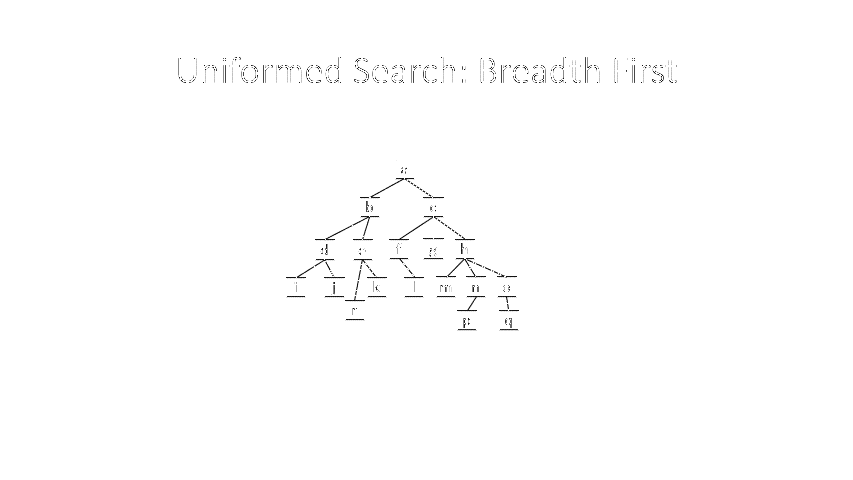 Uniformed Search: Breadth First
a
b c
d e f g h
i j k l m n o
r
p q